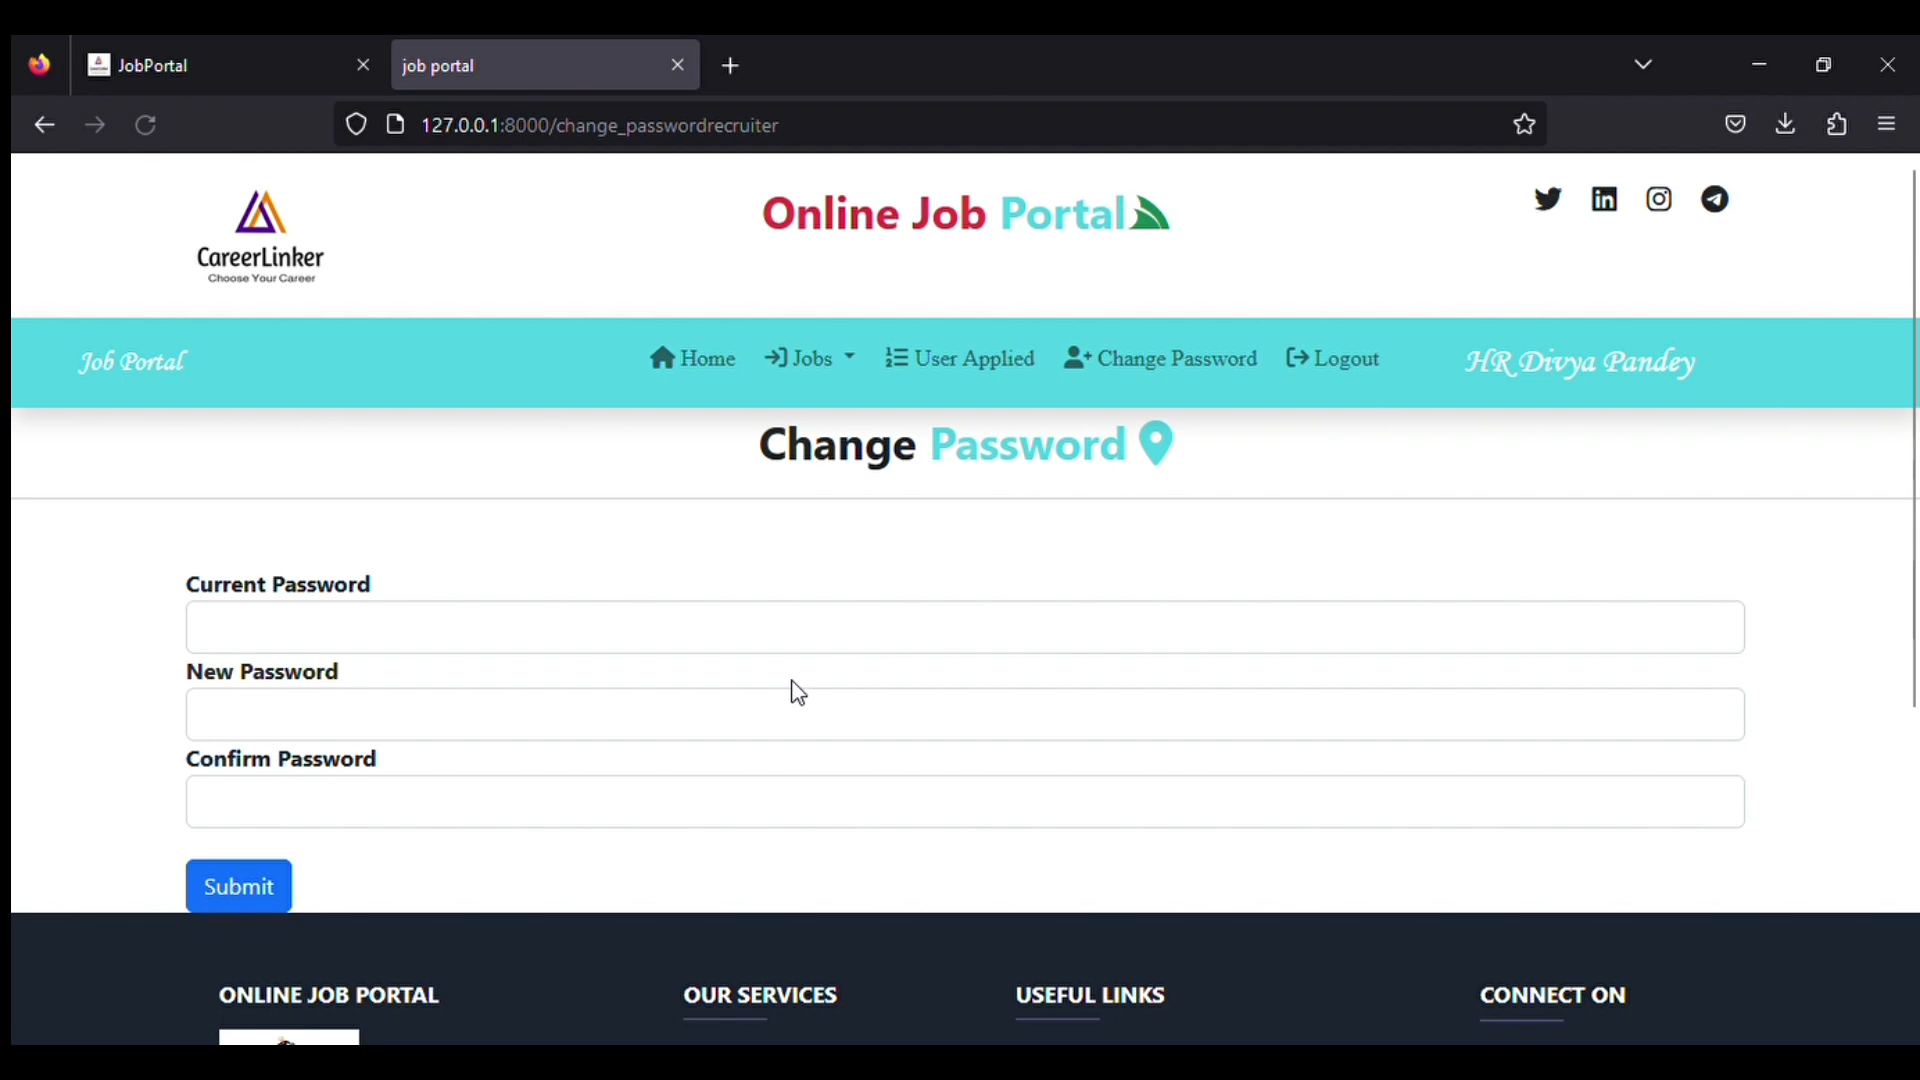 JobPortal
job portal
127.0.0.1:8000/change_passwordrecruiter
CareerLinker
Choose Your Career
Online Job Portal
Job Portal
Home
Jobs
User Applied
Change Password
Logout
HR Divya Pandey
Change Password
Current Password
New Password
Confirm Password
Submit
ONLINE JOB PORTAL
OUR SERVICES
USEFUL LINKS
CONNECT ON